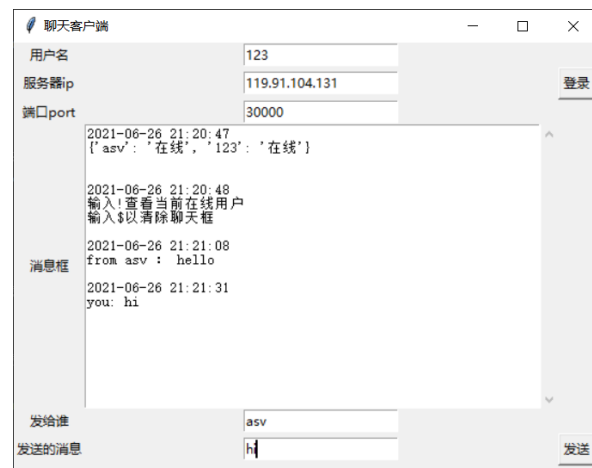 聊天客户端
用户名 123
服务器ip 119.91.104.131 登录
端口port 30000
2021-06-26 21:20:47
{'asv': '在线', '123': '在线'}
2021-06-26 21:20:48
输入!查看当前在线用户
输入$以清除聊天框
2021-06-26 21:21:08
from asv : hello
消息框
2021-06-26 21:21:31
you: hi
发给谁 asv
发送的消息 hi 发送